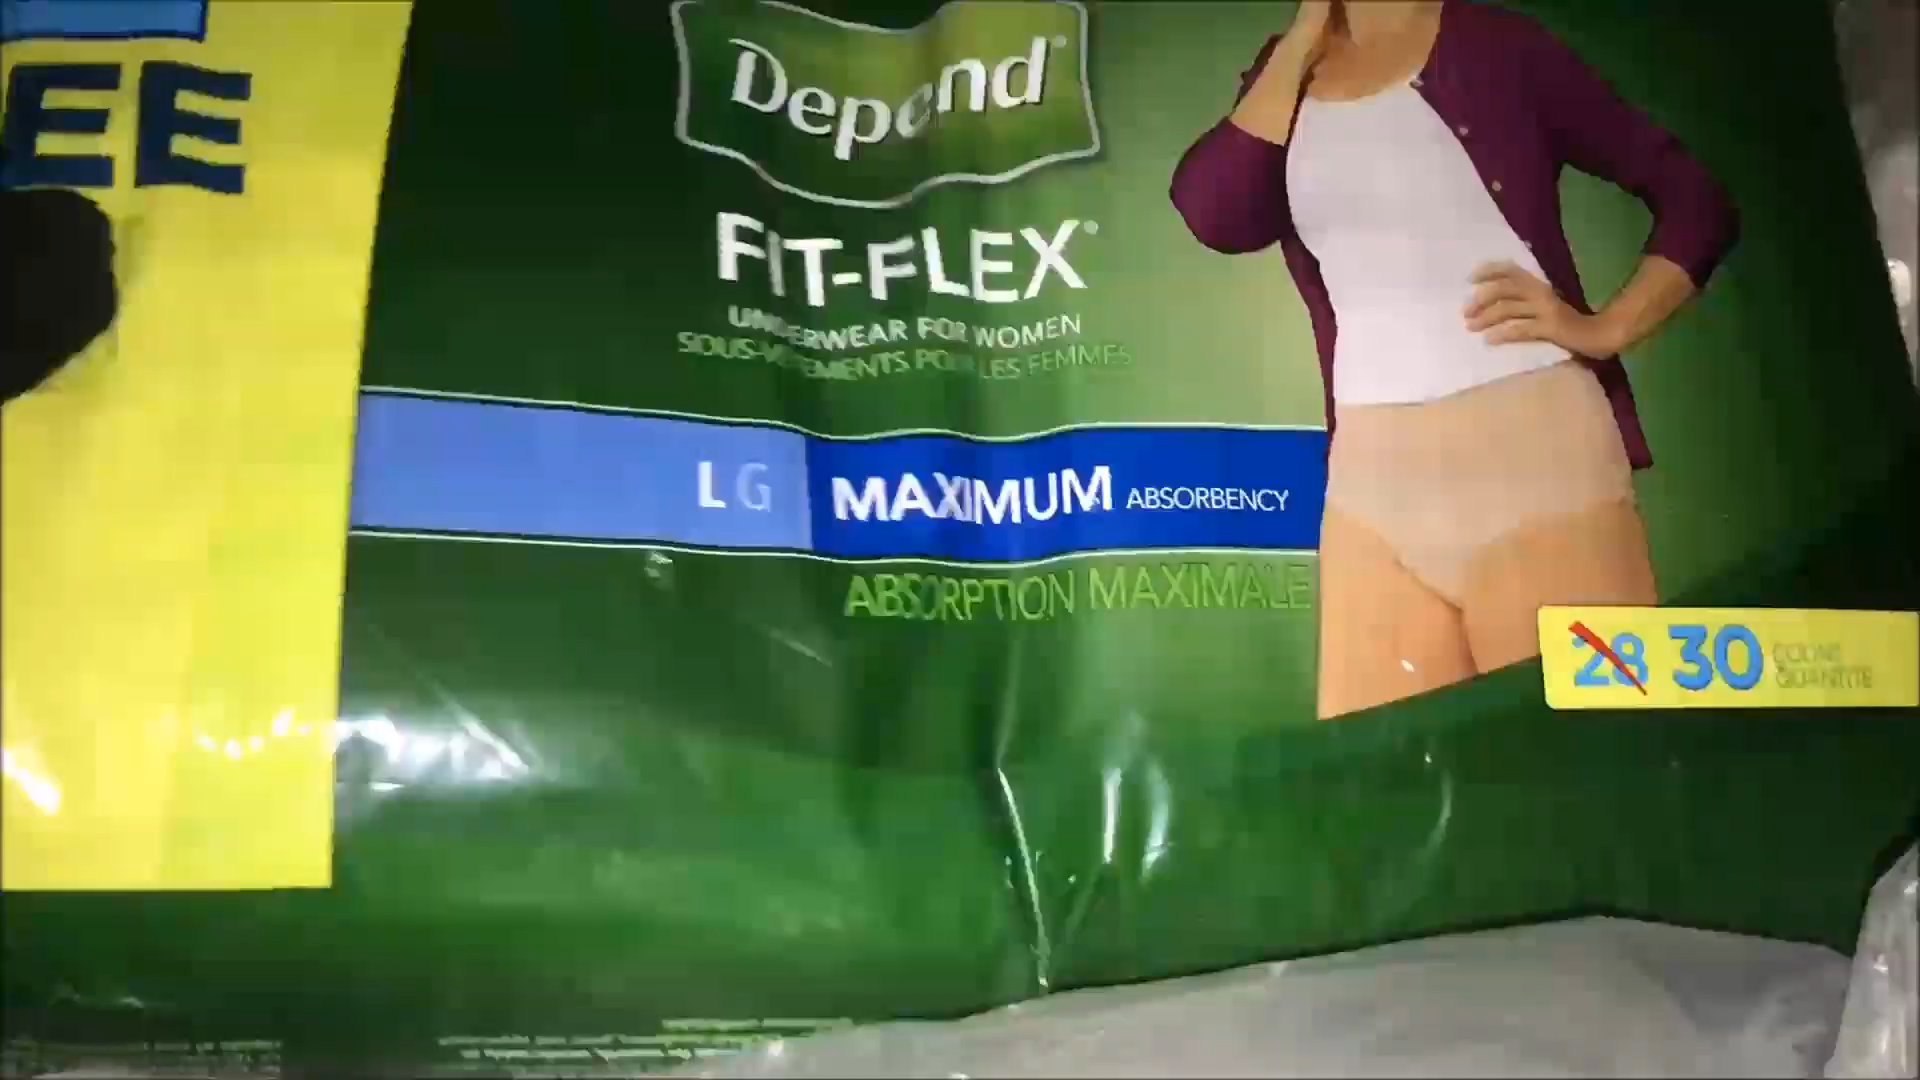 EE
Depend
FIT-FLEX®
UNDERWEAR FOR WOMEN
SOUS-VÊTEMENTS POUR LES FEMMES
L G MAXIMUM ABSORBENCY
ABSORPTION MAXIMALE
28 30 COUNT
QUANTITÉ